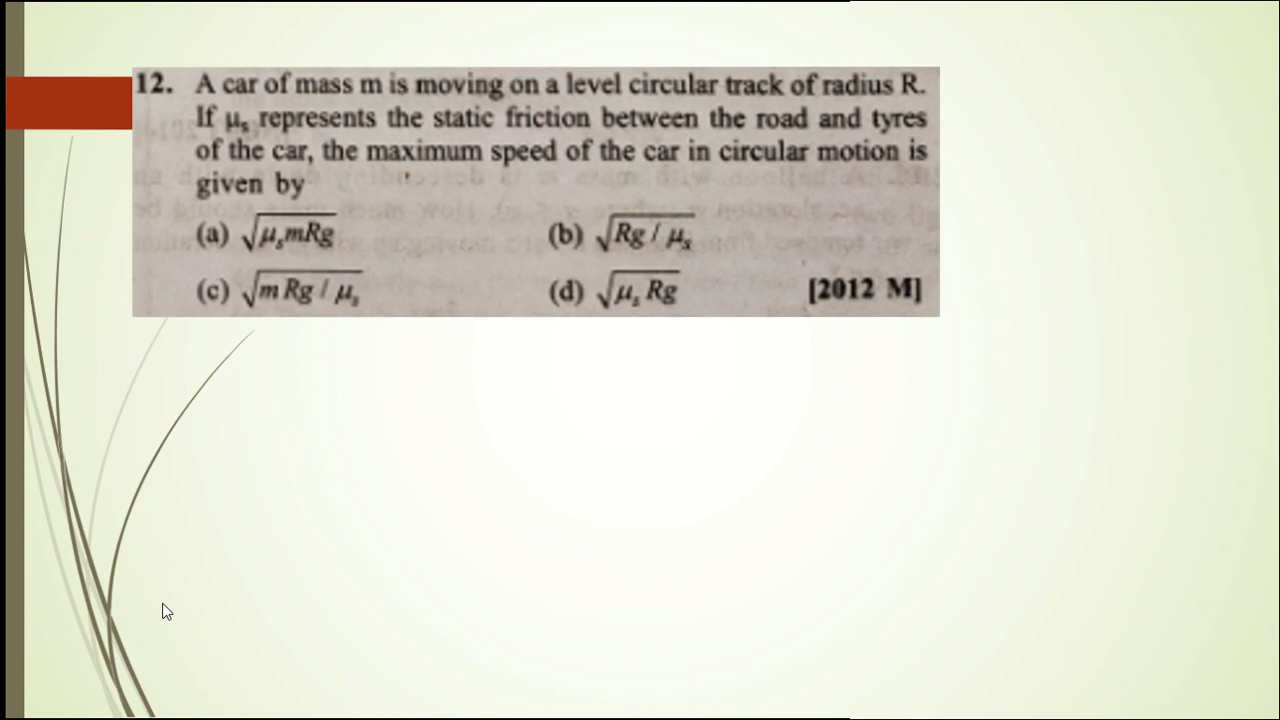 12. A car of mass m is moving on a level circular track of radius R.
If μₛ represents the static friction between the road and tyres
of the car, the maximum speed of the car in circular motion is
given by
(a) √μₛmRg (b) √Rg / μₛ
(c) √m Rg / μₛ (d) √μₛ Rg [2012 M]